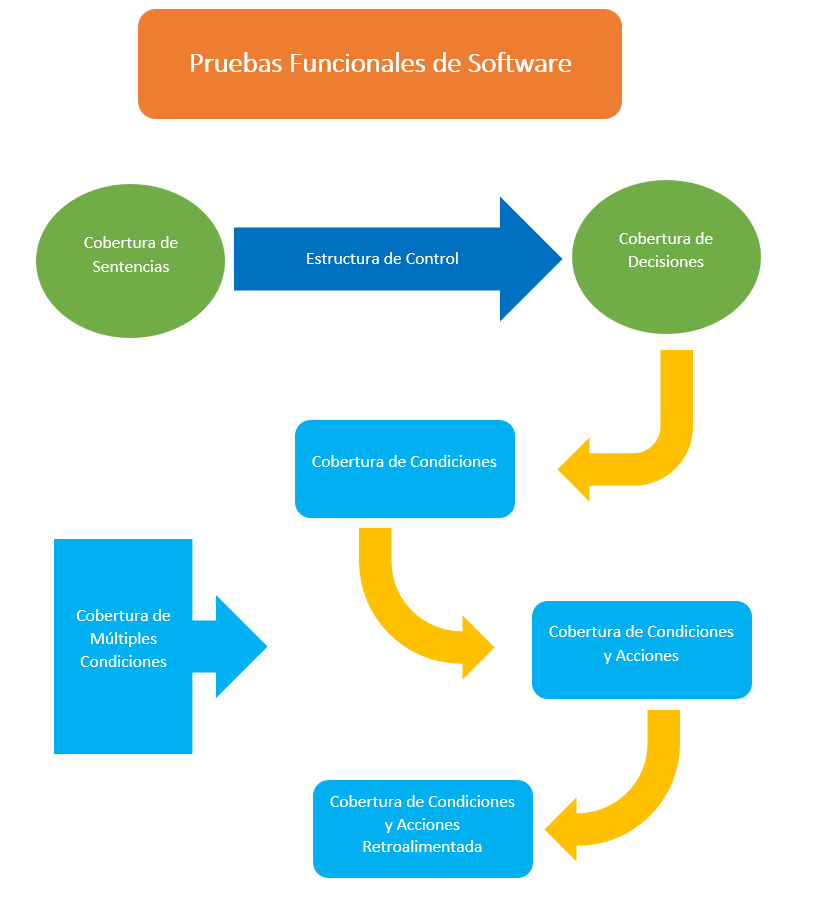 Pruebas Funcionales de Software
Cobertura de
Sentencias
Estructura de Control
Cobertura de
Decisiones
Cobertura de Condiciones
Cobertura de
Múltiples
Condiciones
Cobertura de Condiciones
y Acciones
Cobertura de Condiciones
y Acciones
Retroalimentada